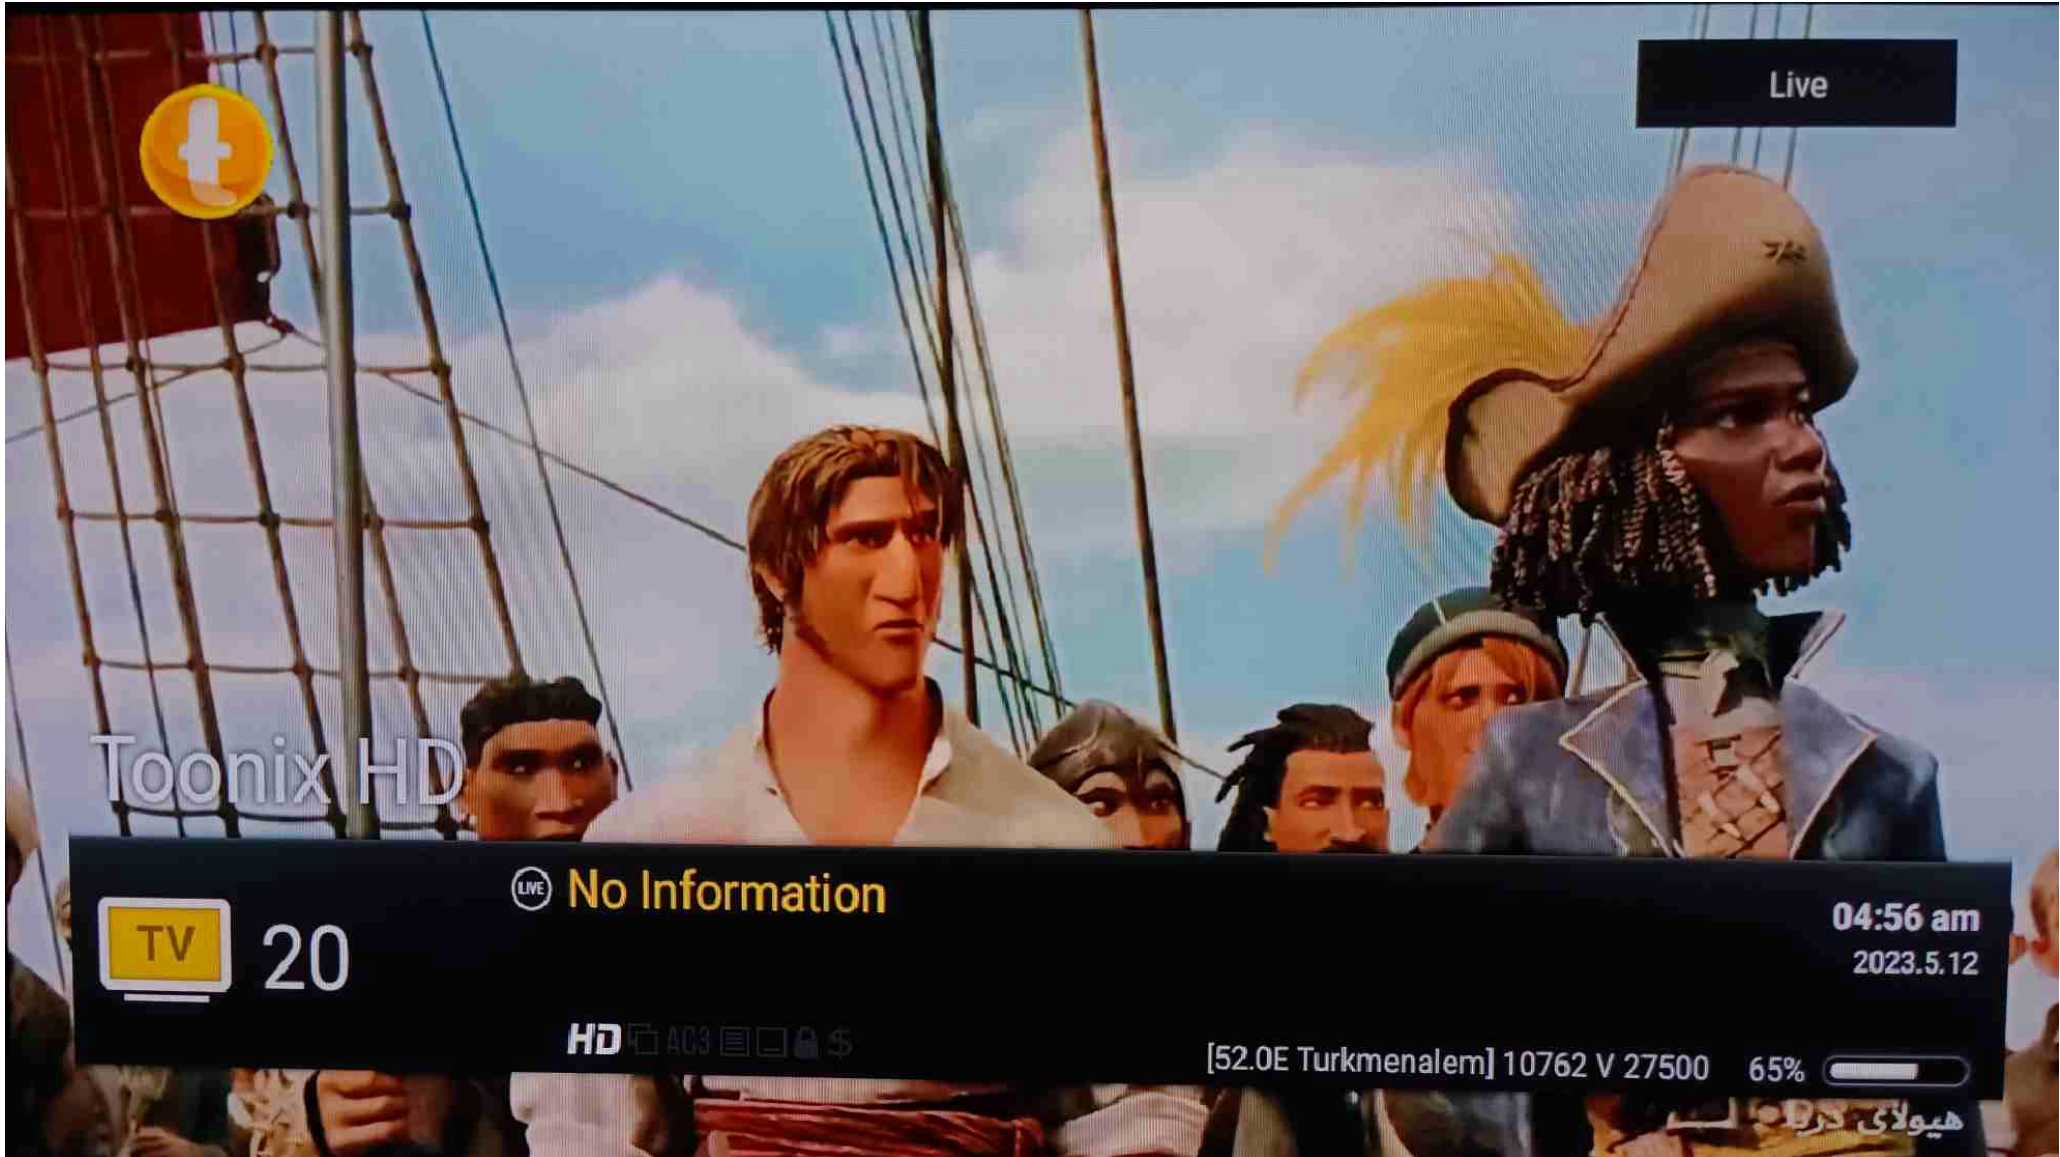 Live
Toonix HD
TV
20
LIVE
No Information
04:56 am
2023.5.12
HD AC3 $
[52.0E Turkmenalem] 10762 V 27500 65%
هیولای دریا